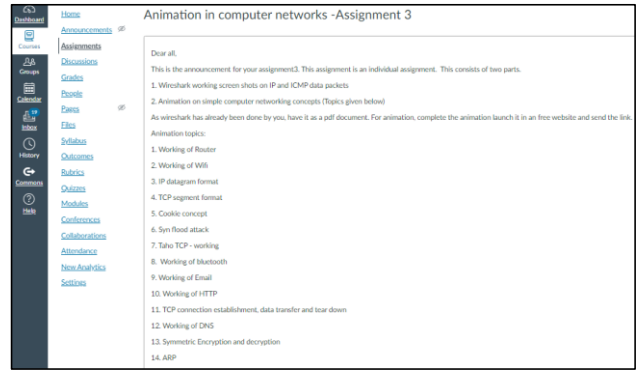 Dashboard
Courses
Groups
Calendar
19
Inbox
History
Commons
Help
Home
Announcements
Assignments
Discussions
Grades
People
Pages
Files
Syllabus
Outcomes
Rubrics
Quizzes
Modules
Conferences
Collaborations
Attendance
New Analytics
Settings
Animation in computer networks -Assignment 3
Dear all,
This is the announcement for your assignment3. This assignment is an individual assignment. This consists of two parts.
1. Wireshark working screen shots on IP and ICMP data packets
2. Animation on simple computer networking concepts (Topics given below)
As wireshark has already been done by you, have it as a pdf document. For animation, complete the animation launch it in an free website and send the link.
Animation topics:
1. Working of Router
2. Working of Wifi
3. IP datagram format
4. TCP segment format
5. Cookie concept
6. Syn flood attack
7. Taho TCP - working
8. Working of bluetooth
9. Working of Email
10. Working of HTTP
11. TCP connection establishment, data transfer and tear down
12. Working of DNS
13. Symmetric Encryption and decryption
14. ARP